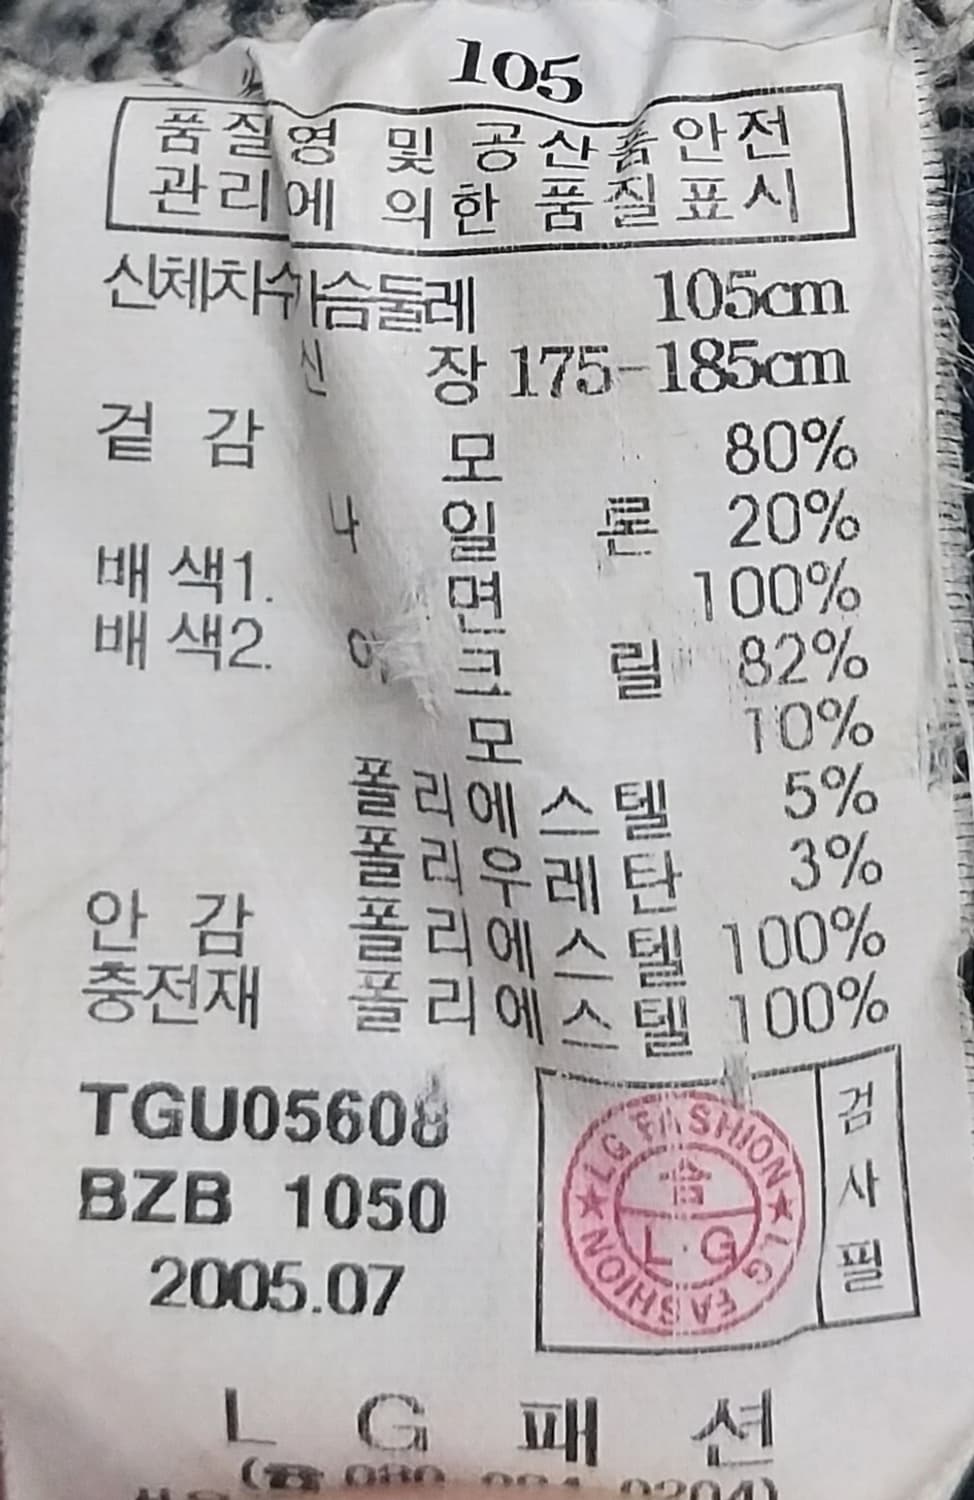 105
품질영 및 공산품안전
관리에 의한 품질표시
신체치수가슴둘레 105cm
신 장 175-185cm
겉 감 모 80%
나 일 론 20%
배 색1. 면 100%
배 색2. 아 크 릴 82%
모 10%
폴 리 에 스 텔 5%
폴 리 우 레 탄 3%
안 감 폴 리 에 스 텔 100%
충전재 폴 리 에 스 텔 100%
TGU05608
BZB 1050
2005.07
★LG FASHION★LG FASHION
合
L·G
검사필
L G 패 션